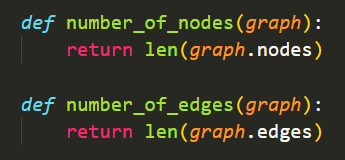 def number_of_nodes(graph):
    return len(graph.nodes)

def number_of_edges(graph):
    return len(graph.edges)